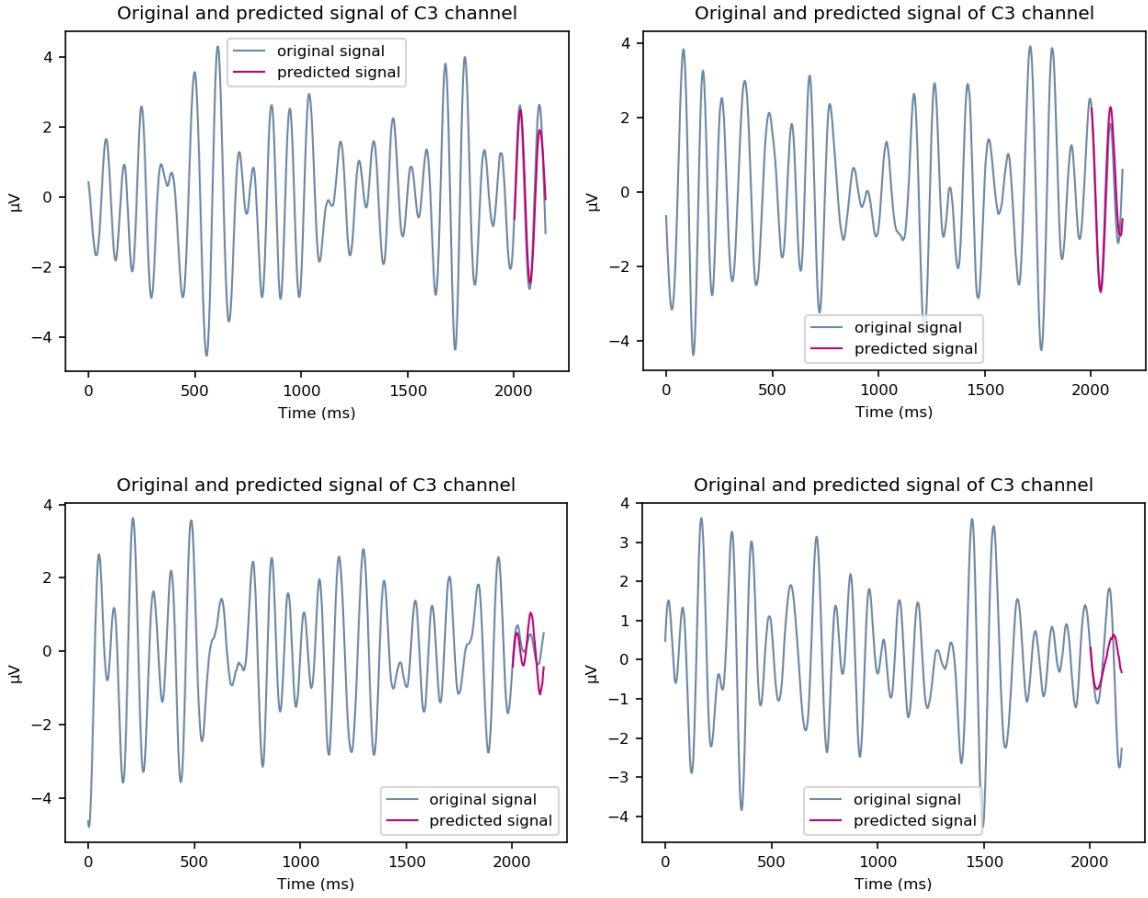 Original and predicted signal of C3 channel
4
2
0
−2
−4
µV
original signal
predicted signal
0
500
1000
1500
2000
Time (ms)
Original and predicted signal of C3 channel
4
2
0
−2
−4
µV
original signal
predicted signal
0
500
1000
1500
2000
Time (ms)
Original and predicted signal of C3 channel
4
2
0
−2
−4
µV
original signal
predicted signal
0
500
1000
1500
2000
Time (ms)
Original and predicted signal of C3 channel
4
3
2
1
0
−1
−2
−3
−4
µV
original signal
predicted signal
0
500
1000
1500
2000
Time (ms)